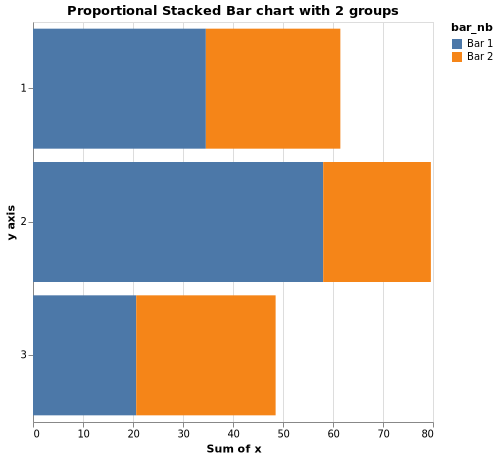 Proportional Stacked Bar chart with 2 groups
bar_nb
Bar 1
Bar 2
y axis
1
2
3
0 10 20 30 40 50 60 70 80
Sum of x